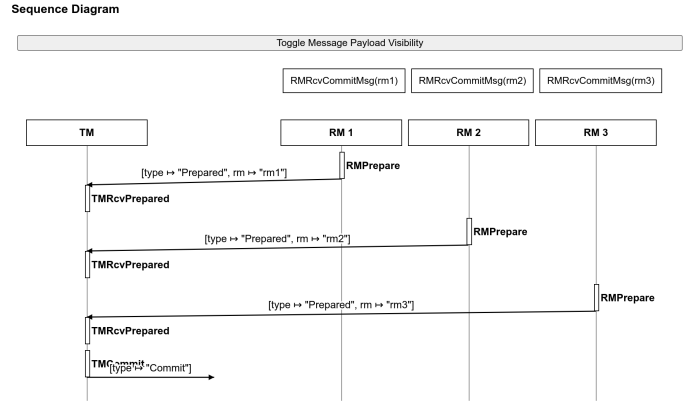 Sequence Diagram
Toggle Message Payload Visibility
RMRcvCommitMsg(rm1)
RMRcvCommitMsg(rm2)
RMRcvCommitMsg(rm3)
TM
RM 1
RM 2
RM 3
RMPrepare
[type ↦ "Prepared", rm ↦ "rm1"]
TMRcvPrepared
RMPrepare
[type ↦ "Prepared", rm ↦ "rm2"]
TMRcvPrepared
RMPrepare
[type ↦ "Prepared", rm ↦ "rm3"]
TMRcvPrepared
TMCommit
[type ↦ "Commit"]